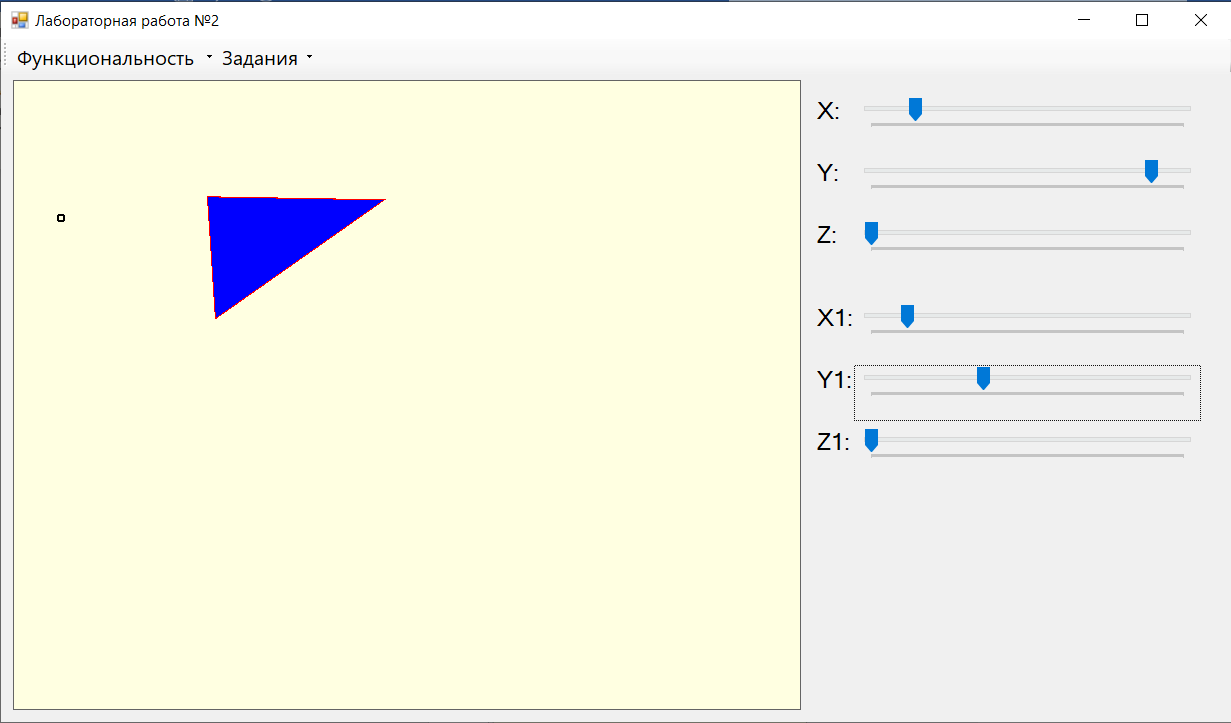 Лабораторная работа №2
Функциональность Задания
X:
Y:
Z:
X1:
Y1:
Z1: